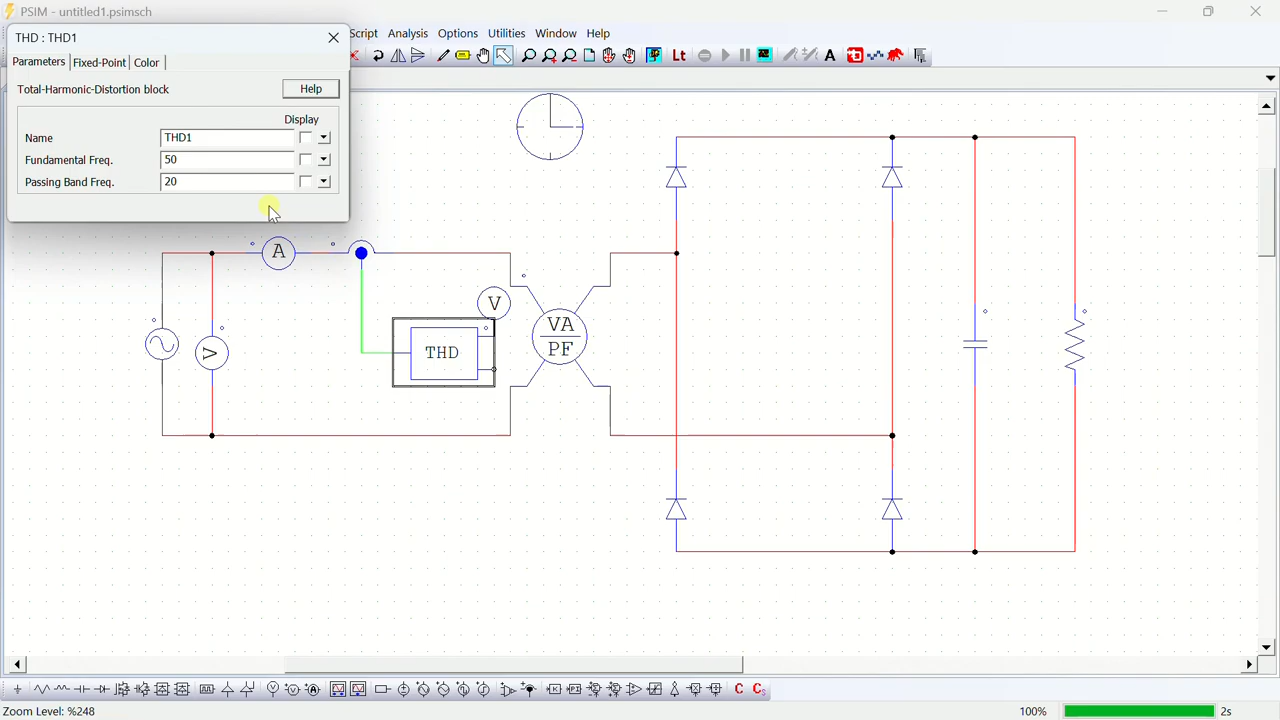 PSIM - untitled1.psimsch
THD : THD1
Script Analysis Options Utilities Window Help
Parameters Fixed-Point Color
Lt A
Total-Harmonic-Distortion block Help
Display
Name THD1
Fundamental Freq. 50
Passing Band Freq. 20
A
V
V
THD
VA
PF
C Cs
Zoom Level: %248 100% 2s